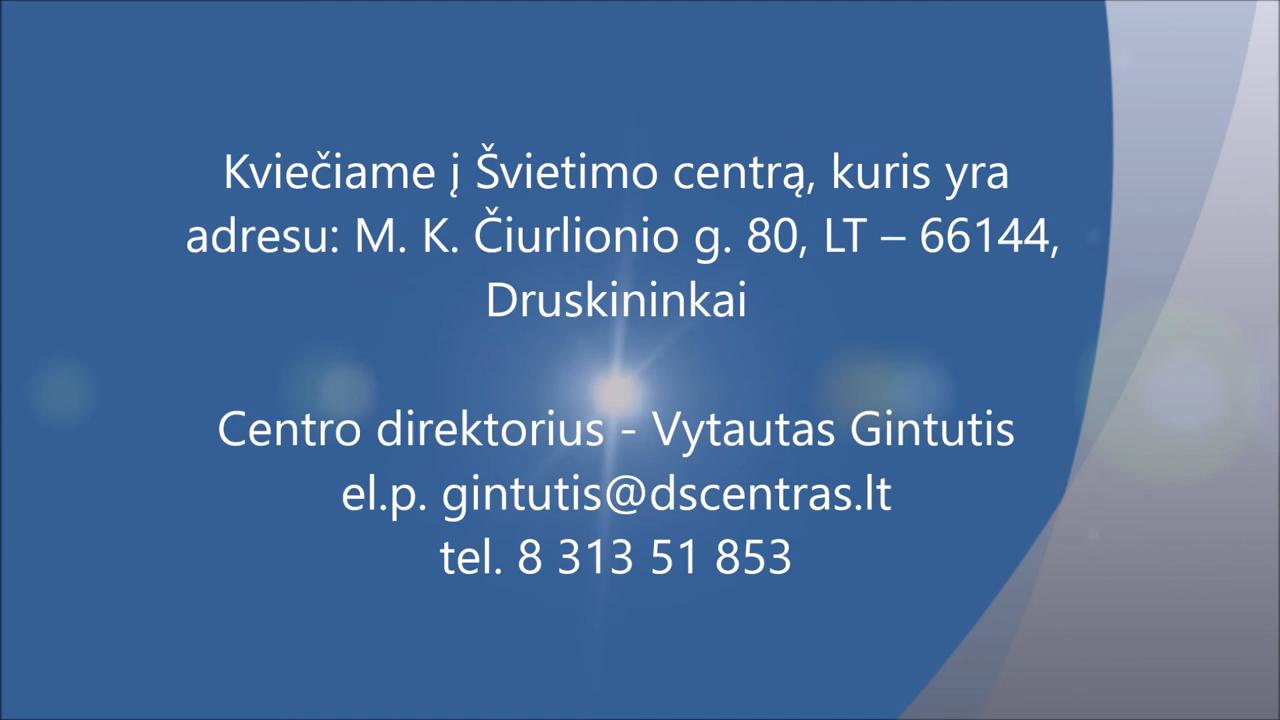 Kviečiame į Švietimo centrą, kuris yra
adresu: M. K. Čiurlionio g. 80, LT – 66144,
Druskininkai
Centro direktorius - Vytautas Gintutis
el.p. gintutis@dscentras.lt
tel. 8 313 51 853